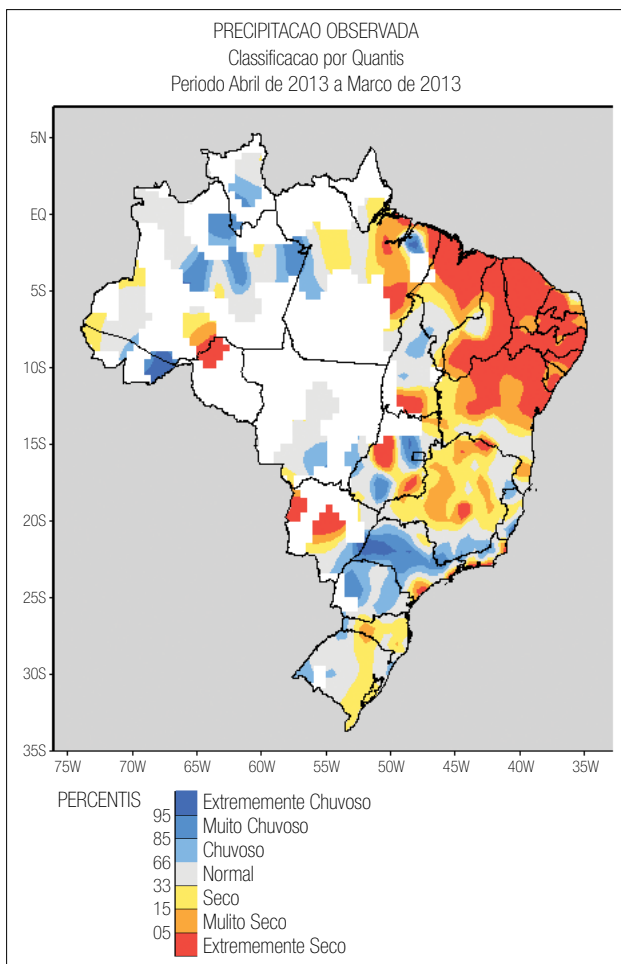 PRECIPITACAO OBSERVADA
Classificacao por Quantis
Periodo Abril de 2013 a Marco de 2013
5N
EQ
5S
10S
15S
20S
25S
30S
35S
75W 70W 65W 60W 55W 50W 45W 40W 35W
PERCENTIS
Extrememente Chuvoso
95
Muito Chuvoso
85
Chuvoso
66
Normal
33
Seco
15
Mulito Seco
05
Extrememente Seco